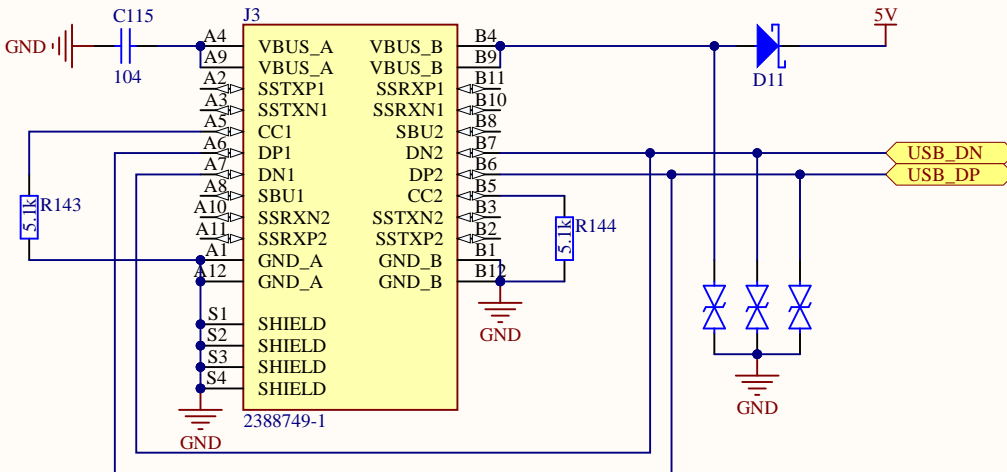 C115
J3
5V
GND
104
D11
A4 VBUS_A VBUS_B B4
A9 VBUS_A VBUS_B B9
A2 SSTXP1 SSRXP1 B11
A3 SSTXN1 SSRXN1 B10
A5 CC1 SBU2 B8
A6 DP1 DN2 B7 USB_DN
A7 DN1 DP2 B6 USB_DP
A8 SBU1 CC2 B5
A10 SSRXN2 SSTXN2 B3
A11 SSRXP2 SSTXP2 B2
A1 GND_A GND_B B1
A12 GND_A GND_B B12
5.1k R143
5.1k R144
S1 SHIELD
S2 SHIELD
S3 SHIELD
S4 SHIELD
GND
GND
GND
2388749-1